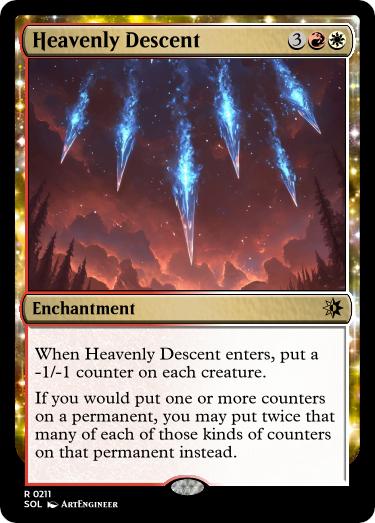 Heavenly Descent 3
Enchantment
When Heavenly Descent enters, put a
-1/-1 counter on each creature.
If you would put one or more counters
on a permanent, you may put twice that
many of each of those kinds of counters
on that permanent instead.
R 0211
SOL ArtEngineer